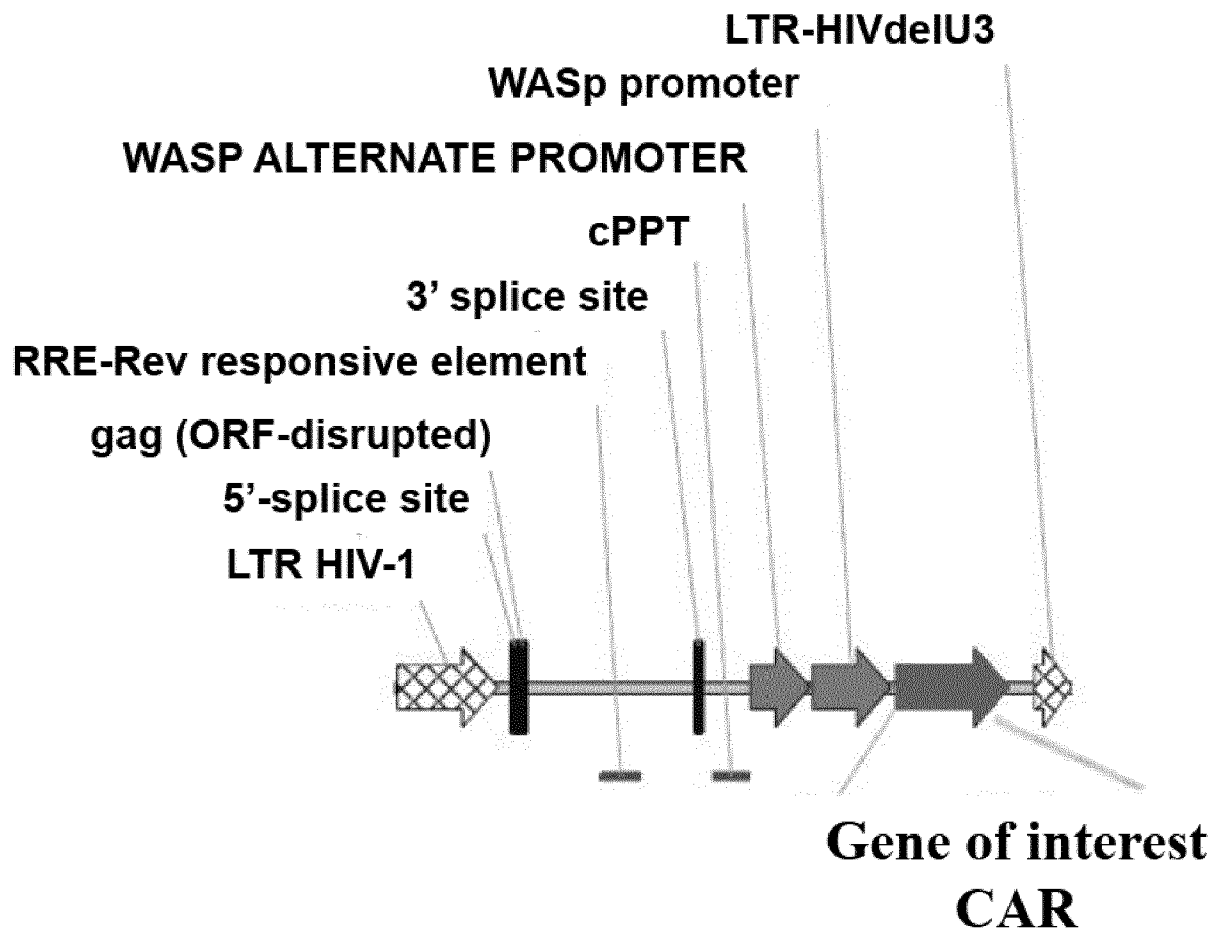 LTR-HIVdelU3
WASp promoter
WASP ALTERNATE PROMOTER
cPPT
3’ splice site
RRE-Rev responsive element
gag (ORF-disrupted)
5’-splice site
LTR HIV-1
Gene of interest
CAR